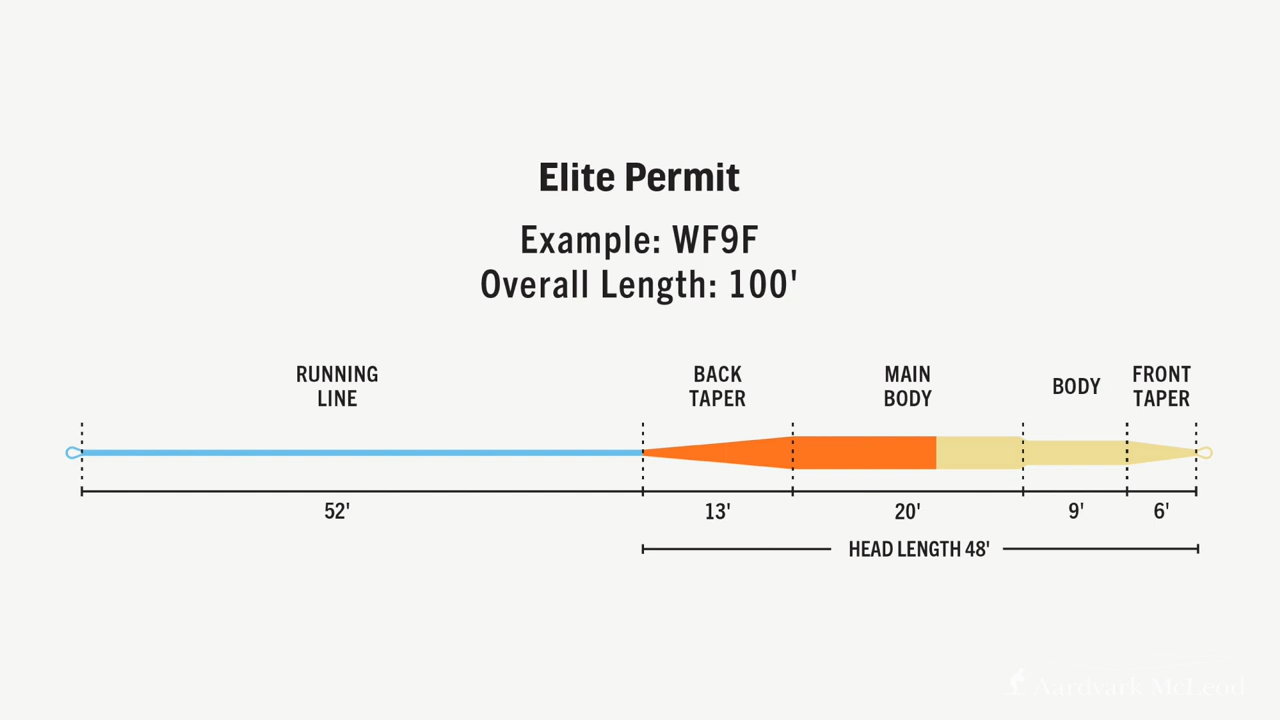 Elite Permit
Example: WF9F
Overall Length: 100'
RUNNING
LINE
BACK
TAPER
MAIN
BODY
BODY
FRONT
TAPER
52'
13'
20'
9'
6'
HEAD LENGTH 48'
Aardvark McLeod